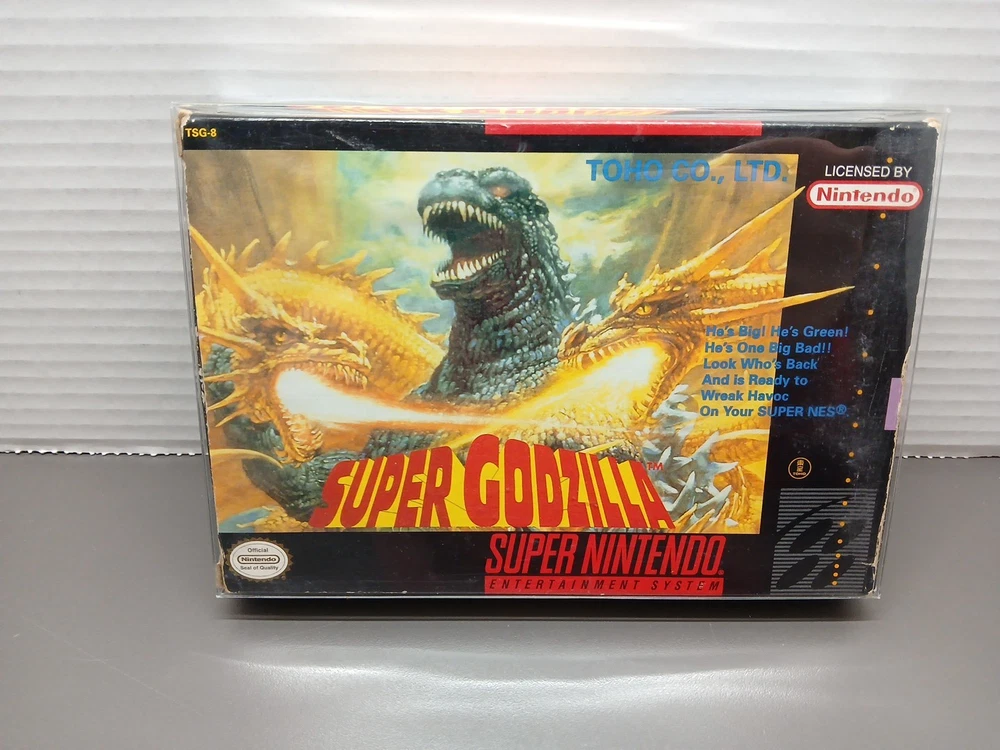 TSG-8
TOHO CO., LTD.
LICENSED BY
Nintendo
He's Big! He's Green!
He's One Big Bad!!
Look Who's Back
And is Ready to
Wreak Havoc
On Your SUPER NES®
TOHO
SUPER GODZILLA™
Official
Nintendo
Seal of Quality
SUPER NINTENDO
ENTERTAINMENT SYSTEM